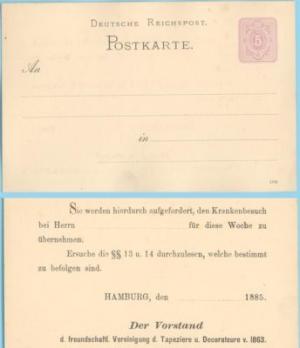 DEUTSCHE REICHSPOST.
POSTKARTE.
5
An
in
Sie werden hierdurch aufgefordert, den Krankenbesuch
bei Herrn für diese Woche zu
übernehmen.
Ersuche die §§ 13 u. 14 durchzulesen, welche bestimmt
zu befolgen sind.
HAMBURG, den 1885.
Der Vorstand
d. freundschaftl. Vereinigung d. Tapeziere u. Decorateure v. 1863.